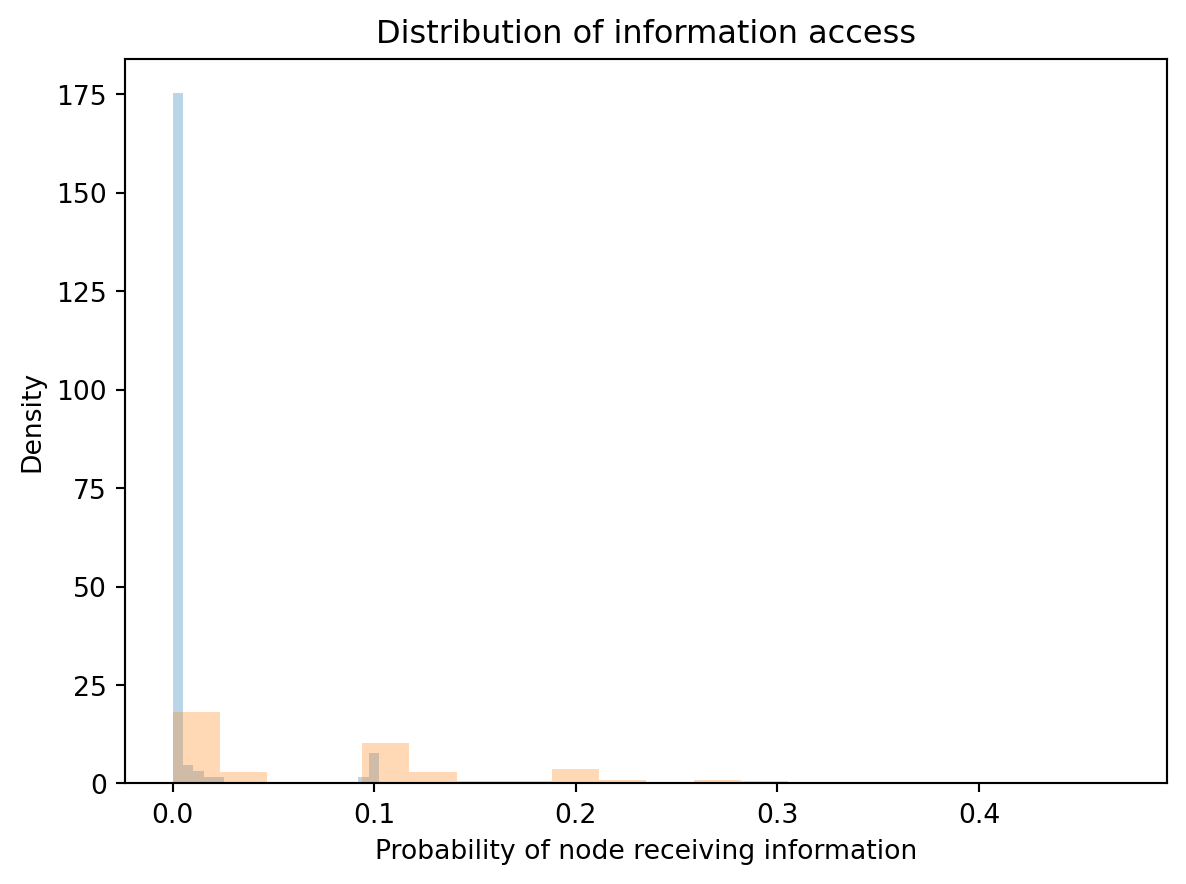 Distribution of information access
175
150
125
100
75
50
25
0
Density
0.0 0.1 0.2 0.3 0.4
Probability of node receiving information